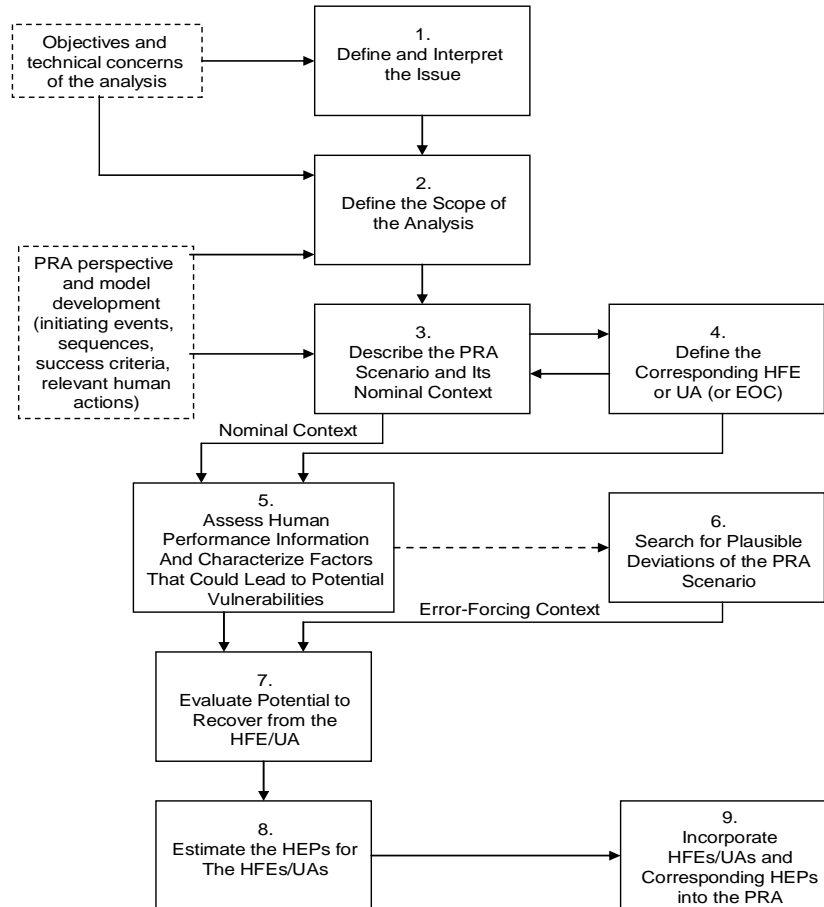 Objectives and
technical concerns
of the analysis
1.
Define and Interpret
the Issue
2.
Define the Scope of
the Analysis
PRA perspective
and model
development
(initiating events,
sequences,
success criteria,
relevant human
actions)
3.
Describe the PRA
Scenario and Its
Nominal Context
4.
Define the
Corresponding HFE
or UA (or EOC)
Nominal Context
5.
Assess Human
Performance Information
And Characterize Factors
That Could Lead to Potential
Vulnerabilities
6.
Search for Plausible
Deviations of the PRA
Scenario
Error-Forcing Context
7.
Evaluate Potential to
Recover from the
HFE/UA
8.
Estimate the HEPs for
The HFEs/UAs
9.
Incorporate
HFEs/UAs and
Corresponding HEPs
into the PRA